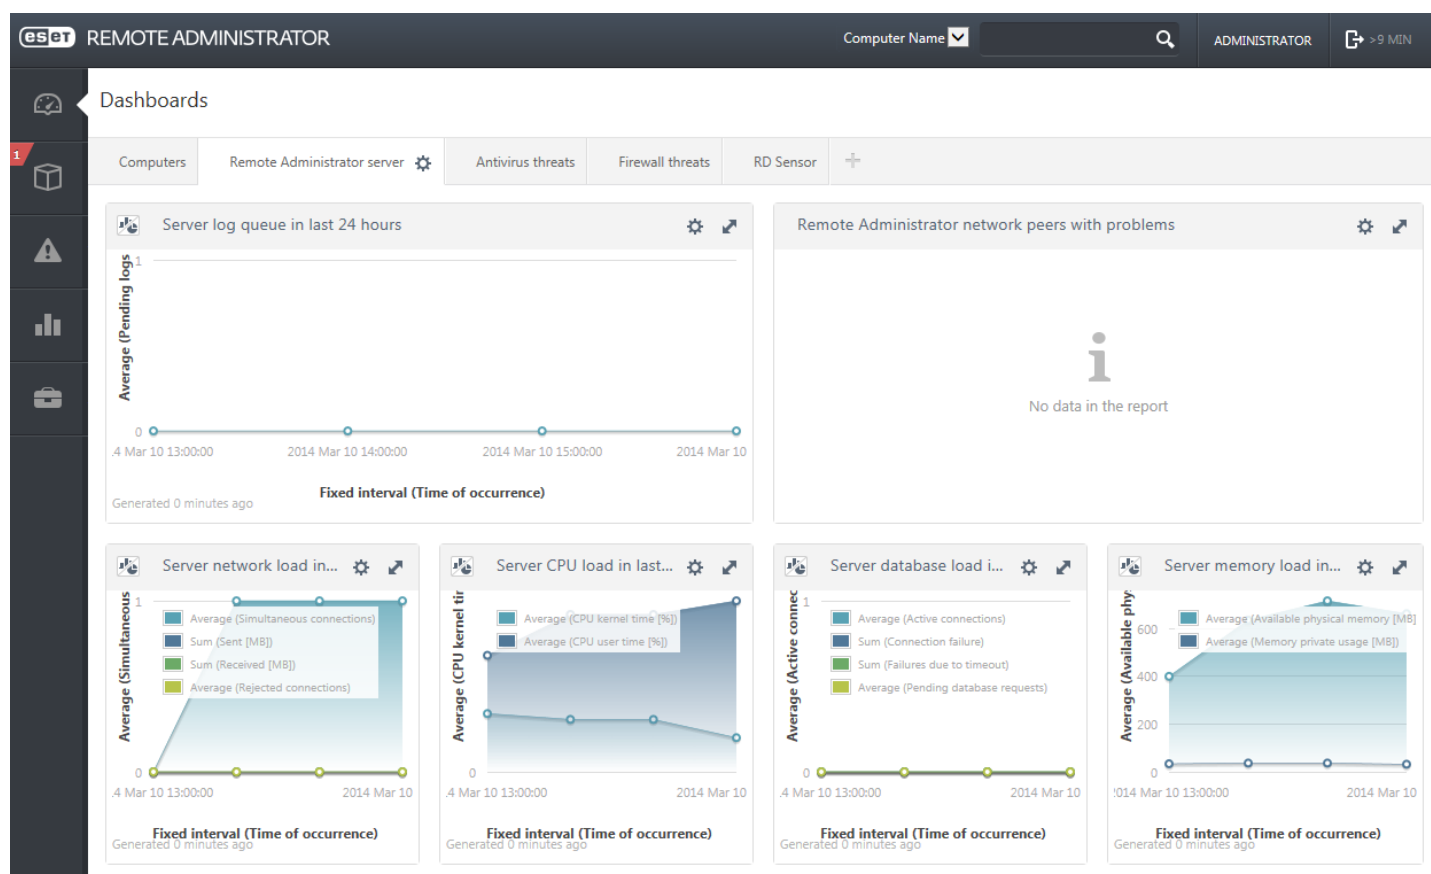 eset REMOTE ADMINISTRATOR
Computer Name
ADMINISTRATOR
>9 MIN
Dashboards
1
Computers
Remote Administrator server
Antivirus threats
Firewall threats
RD Sensor
Server log queue in last 24 hours
Average (Pending logs
1
0
.4 Mar 10 13:00:00
2014 Mar 10 14:00:00
2014 Mar 10 15:00:00
2014 Mar 10
Fixed interval (Time of occurrence)
Generated 0 minutes ago
Remote Administrator network peers with problems
No data in the report
Server network load in...
Average (Simultaneous
1
Average (Simultaneous connections)
Sum (Sent [MB])
Sum (Received [MB])
Average (Rejected connections)
0
.4 Mar 10 13:00:00
2014 Mar 10
Fixed interval (Time of occurrence)
Generated 0 minutes ago
Server CPU load in last...
Average (CPU kernel tir
Average (CPU kernel time [%])
Average (CPU user time [%])
0
.4 Mar 10 13:00:00
2014 Mar 10
Fixed interval (Time of occurrence)
Generated 0 minutes ago
Server database load i...
Average (Active connec
1
Average (Active connections)
Sum (Connection failure)
Sum (Failures due to timeout)
Average (Pending database requests)
0
.4 Mar 10 13:00:00
2014 Mar 10
Fixed interval (Time of occurrence)
Generated 0 minutes ago
Server memory load in...
Average (Available phy
600
400
200
0
Average (Available physical memory [MB]
Average (Memory private usage [MB])
2014 Mar 10 13:00:00
2014 Mar 10
Fixed interval (Time of occurrence)
Generated 0 minutes ago